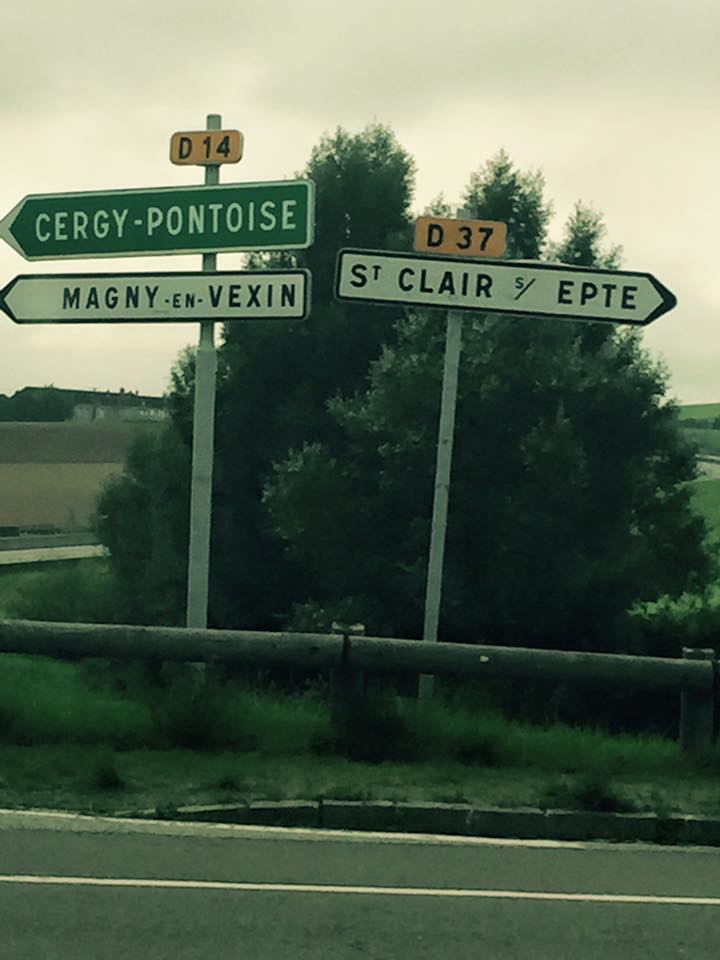 D 14
CERGY-PONTOISE
MAGNY-EN-VEXIN
D 37
ST CLAIR S/ EPTE